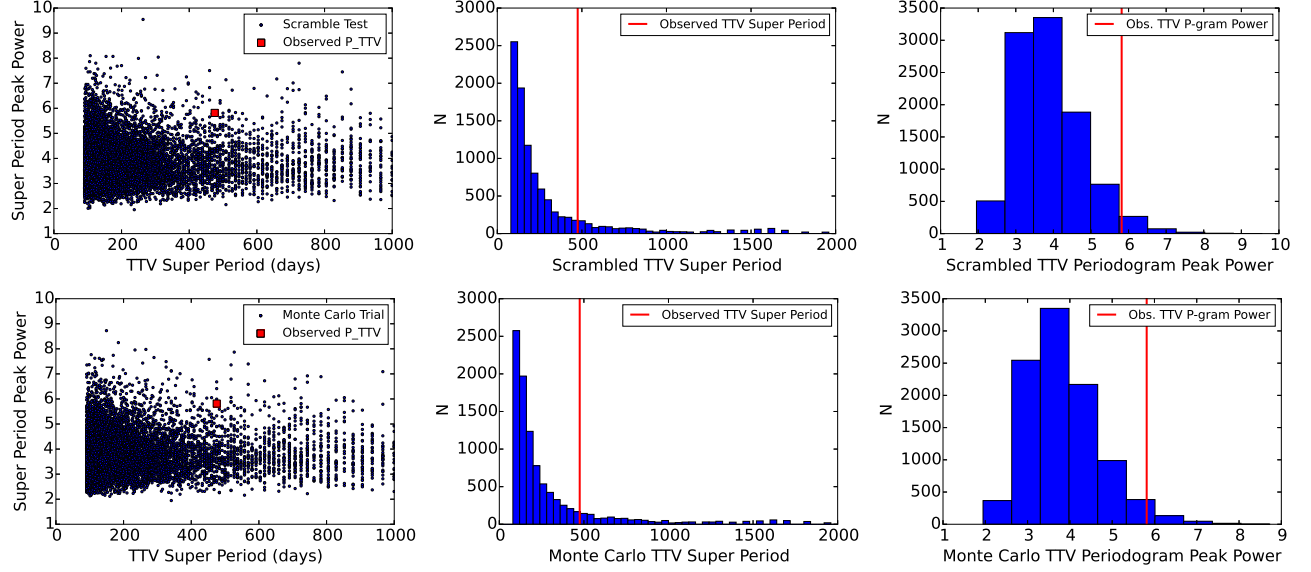 10
9
8
7
6
5
4
3
2
1
Super Period Peak Power
Scramble Test
Observed P_TTV
0 200 400 600 800 1000
TTV Super Period (days)
3000
2500
2000
1500
1000
500
0
N
Observed TTV Super Period
0 500 1000 1500 2000
Scrambled TTV Super Period
3500
3000
2500
2000
1500
1000
500
0
N
Obs. TTV P-gram Power
1 2 3 4 5 6 7 8 9 10
Scrambled TTV Periodogram Peak Power
10
9
8
7
6
5
4
3
2
1
Super Period Peak Power
Monte Carlo Trial
Observed P_TTV
0 200 400 600 800 1000
TTV Super Period (days)
3000
2500
2000
1500
1000
500
0
N
Observed TTV Super Period
0 500 1000 1500 2000
Monte Carlo TTV Super Period
3500
3000
2500
2000
1500
1000
500
0
N
Obs. TTV P-gram Power
1 2 3 4 5 6 7 8 9
Monte Carlo TTV Periodogram Peak Power